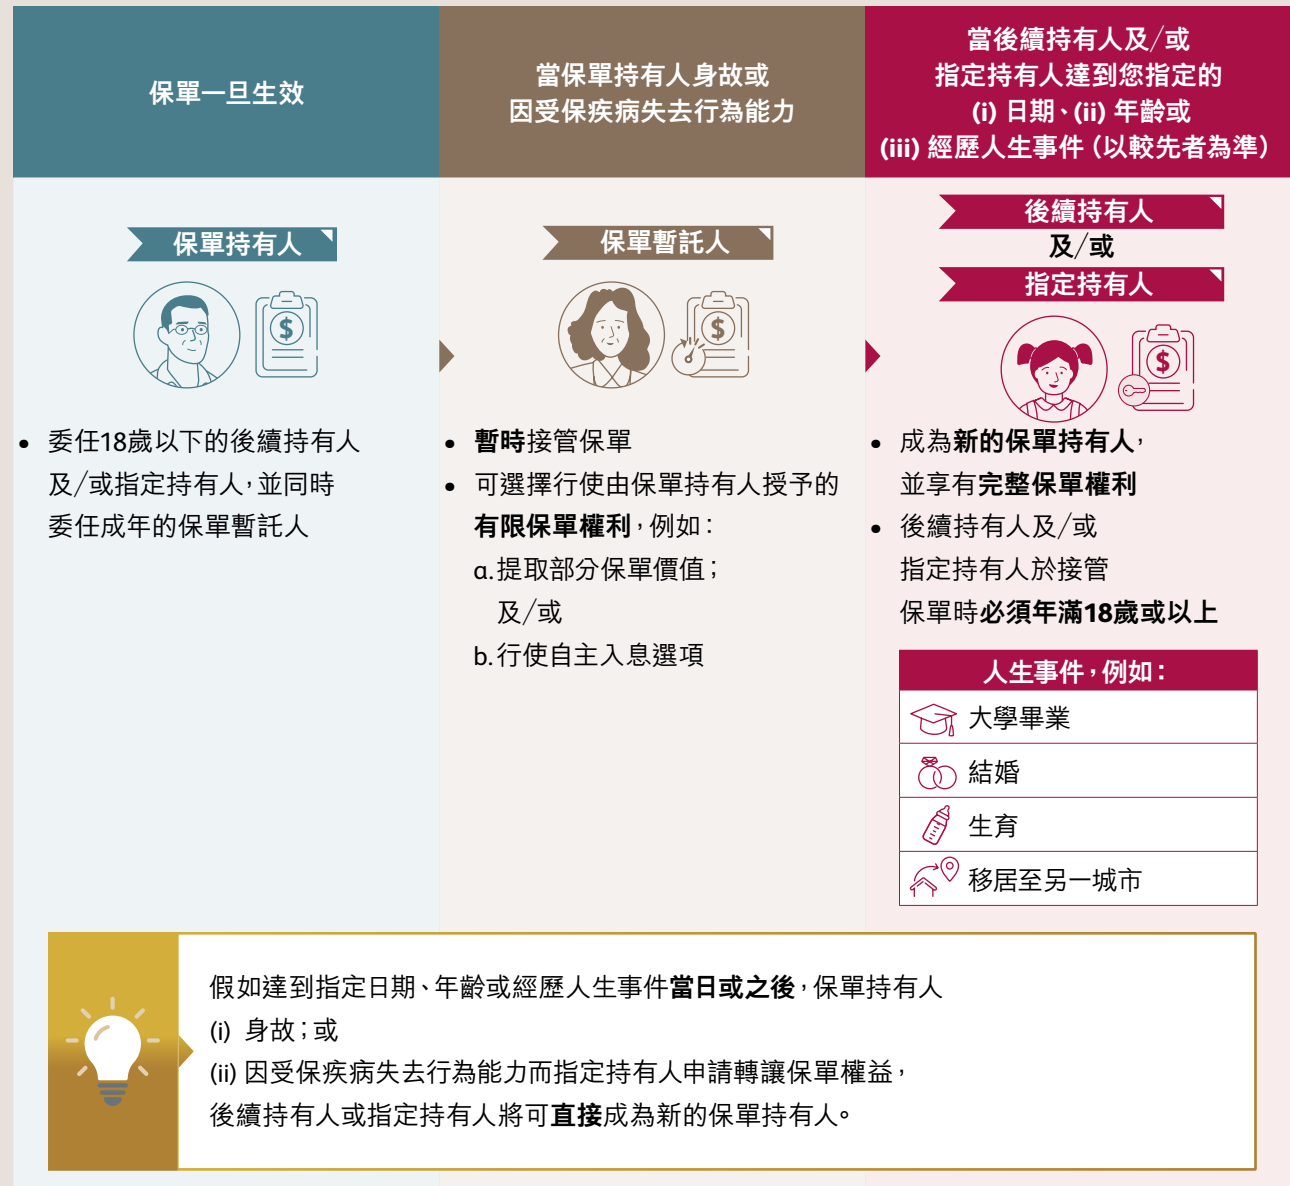 保單一旦生效
當保單持有人身故或
因受保疾病失去行為能力
當後續持有人及/或
指定持有人達到您指定的
(i) 日期、(ii) 年齡或
(iii) 經歷人生事件（以較先者為準）
保單持有人
$
委任18歲以下的後續持有人
及/或指定持有人，並同時
委任成年的保單暫託人
保單暫託人
$
暫時接管保單
可選擇行使由保單持有人授予的
有限保單權利，例如：
a.提取部分保單價值；
及/或
b.行使自主入息選項
後續持有人
及/或
指定持有人
$
成為新的保單持有人，
並享有完整保單權利
後續持有人及/或
指定持有人於接管
保單時必須年滿18歲或以上
人生事件，例如：
大學畢業
結婚
生育
移居至另一城市
假如達到指定日期、年齡或經歷人生事件當日或之後，保單持有人
(i) 身故；或
(ii) 因受保疾病失去行為能力而指定持有人申請轉讓保單權益，
後續持有人或指定持有人將可直接成為新的保單持有人。